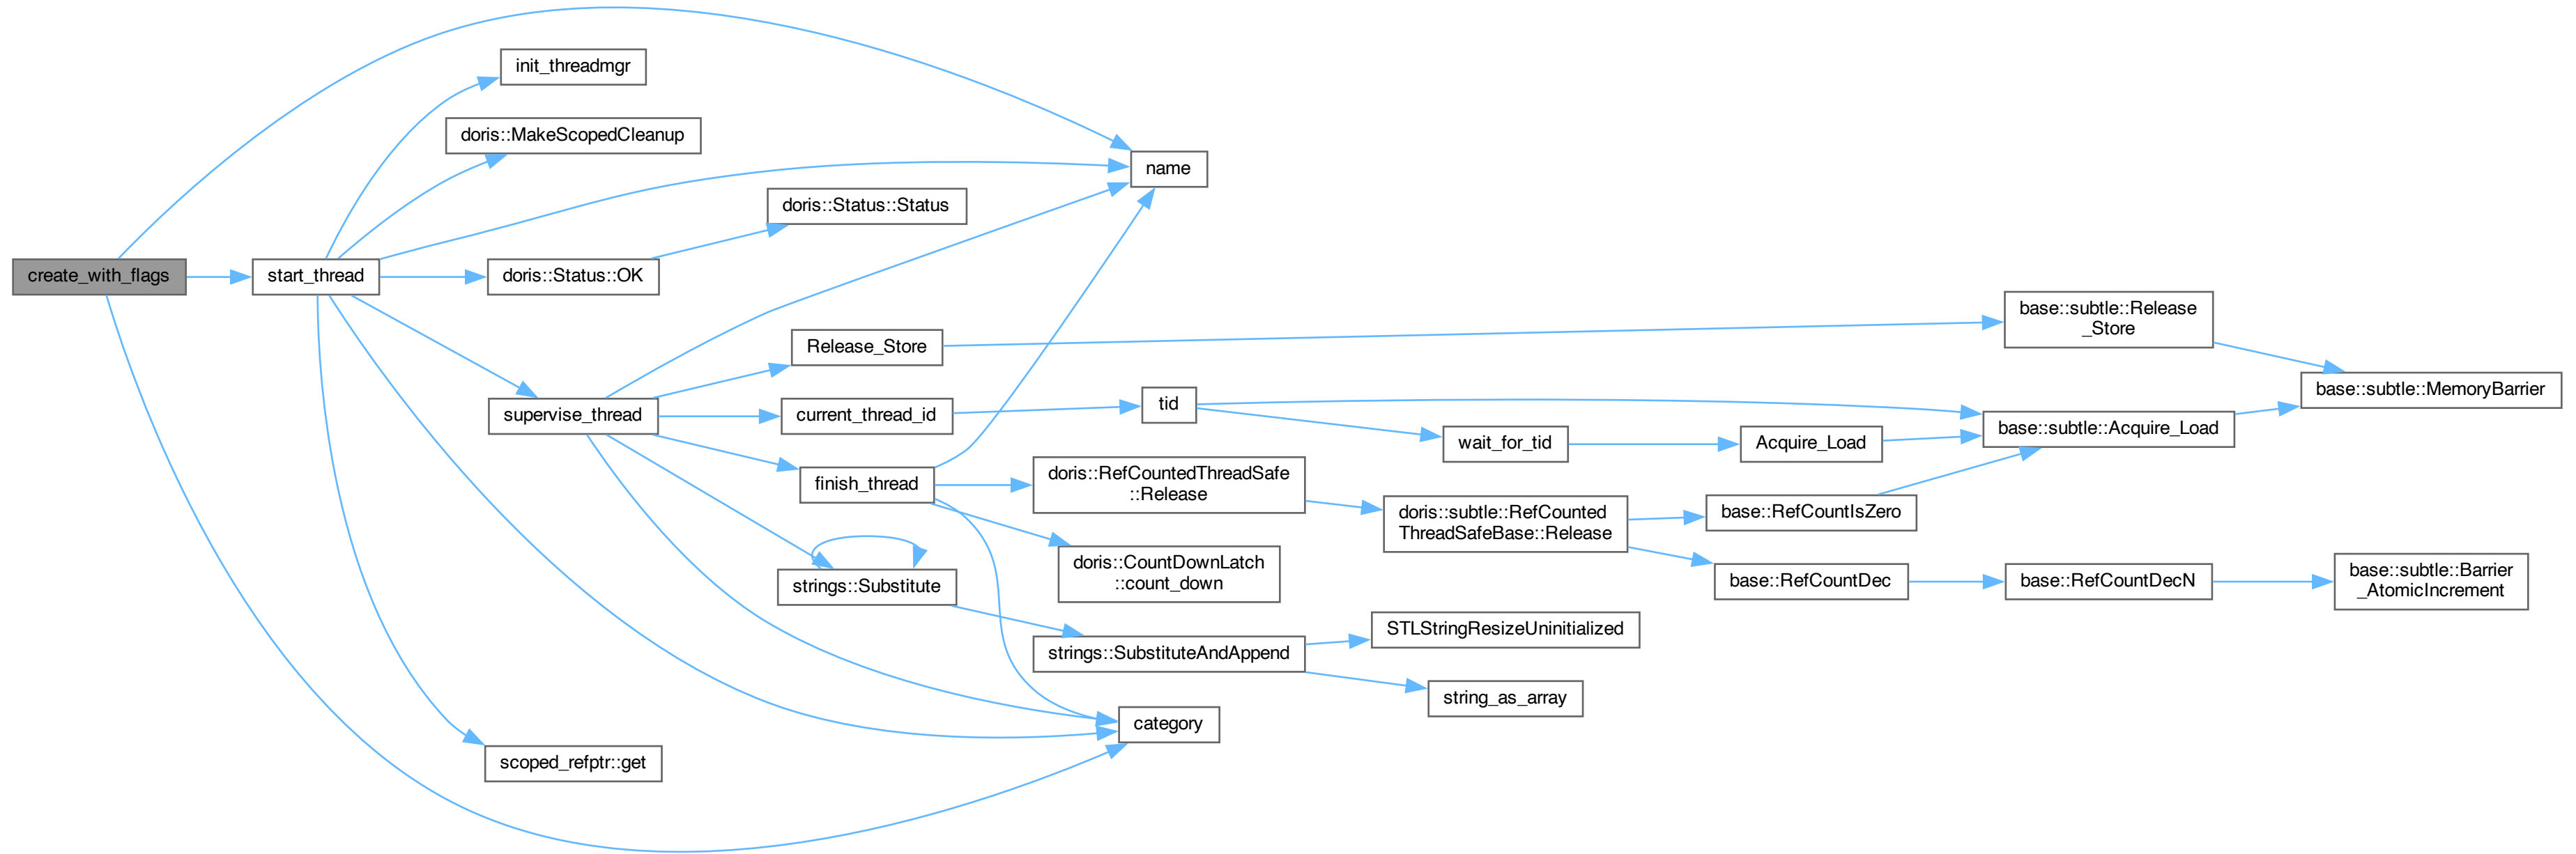 create_with_flags
start_thread
init_threadmgr
doris::MakeScopedCleanup
name
doris::Status::Status
doris::Status::OK
supervise_thread
Release_Store
base::subtle::Release
_Store
base::subtle::MemoryBarrier
current_thread_id
tid
wait_for_tid
Acquire_Load
base::subtle::Acquire_Load
finish_thread
doris::RefCountedThreadSafe
::Release
doris::subtle::RefCounted
ThreadSafeBase::Release
base::RefCountIsZero
base::RefCountDec
base::RefCountDecN
base::subtle::Barrier
_AtomicIncrement
doris::CountDownLatch
::count_down
strings::Substitute
strings::SubstituteAndAppend
STLStringResizeUninitialized
string_as_array
category
scoped_refptr::get